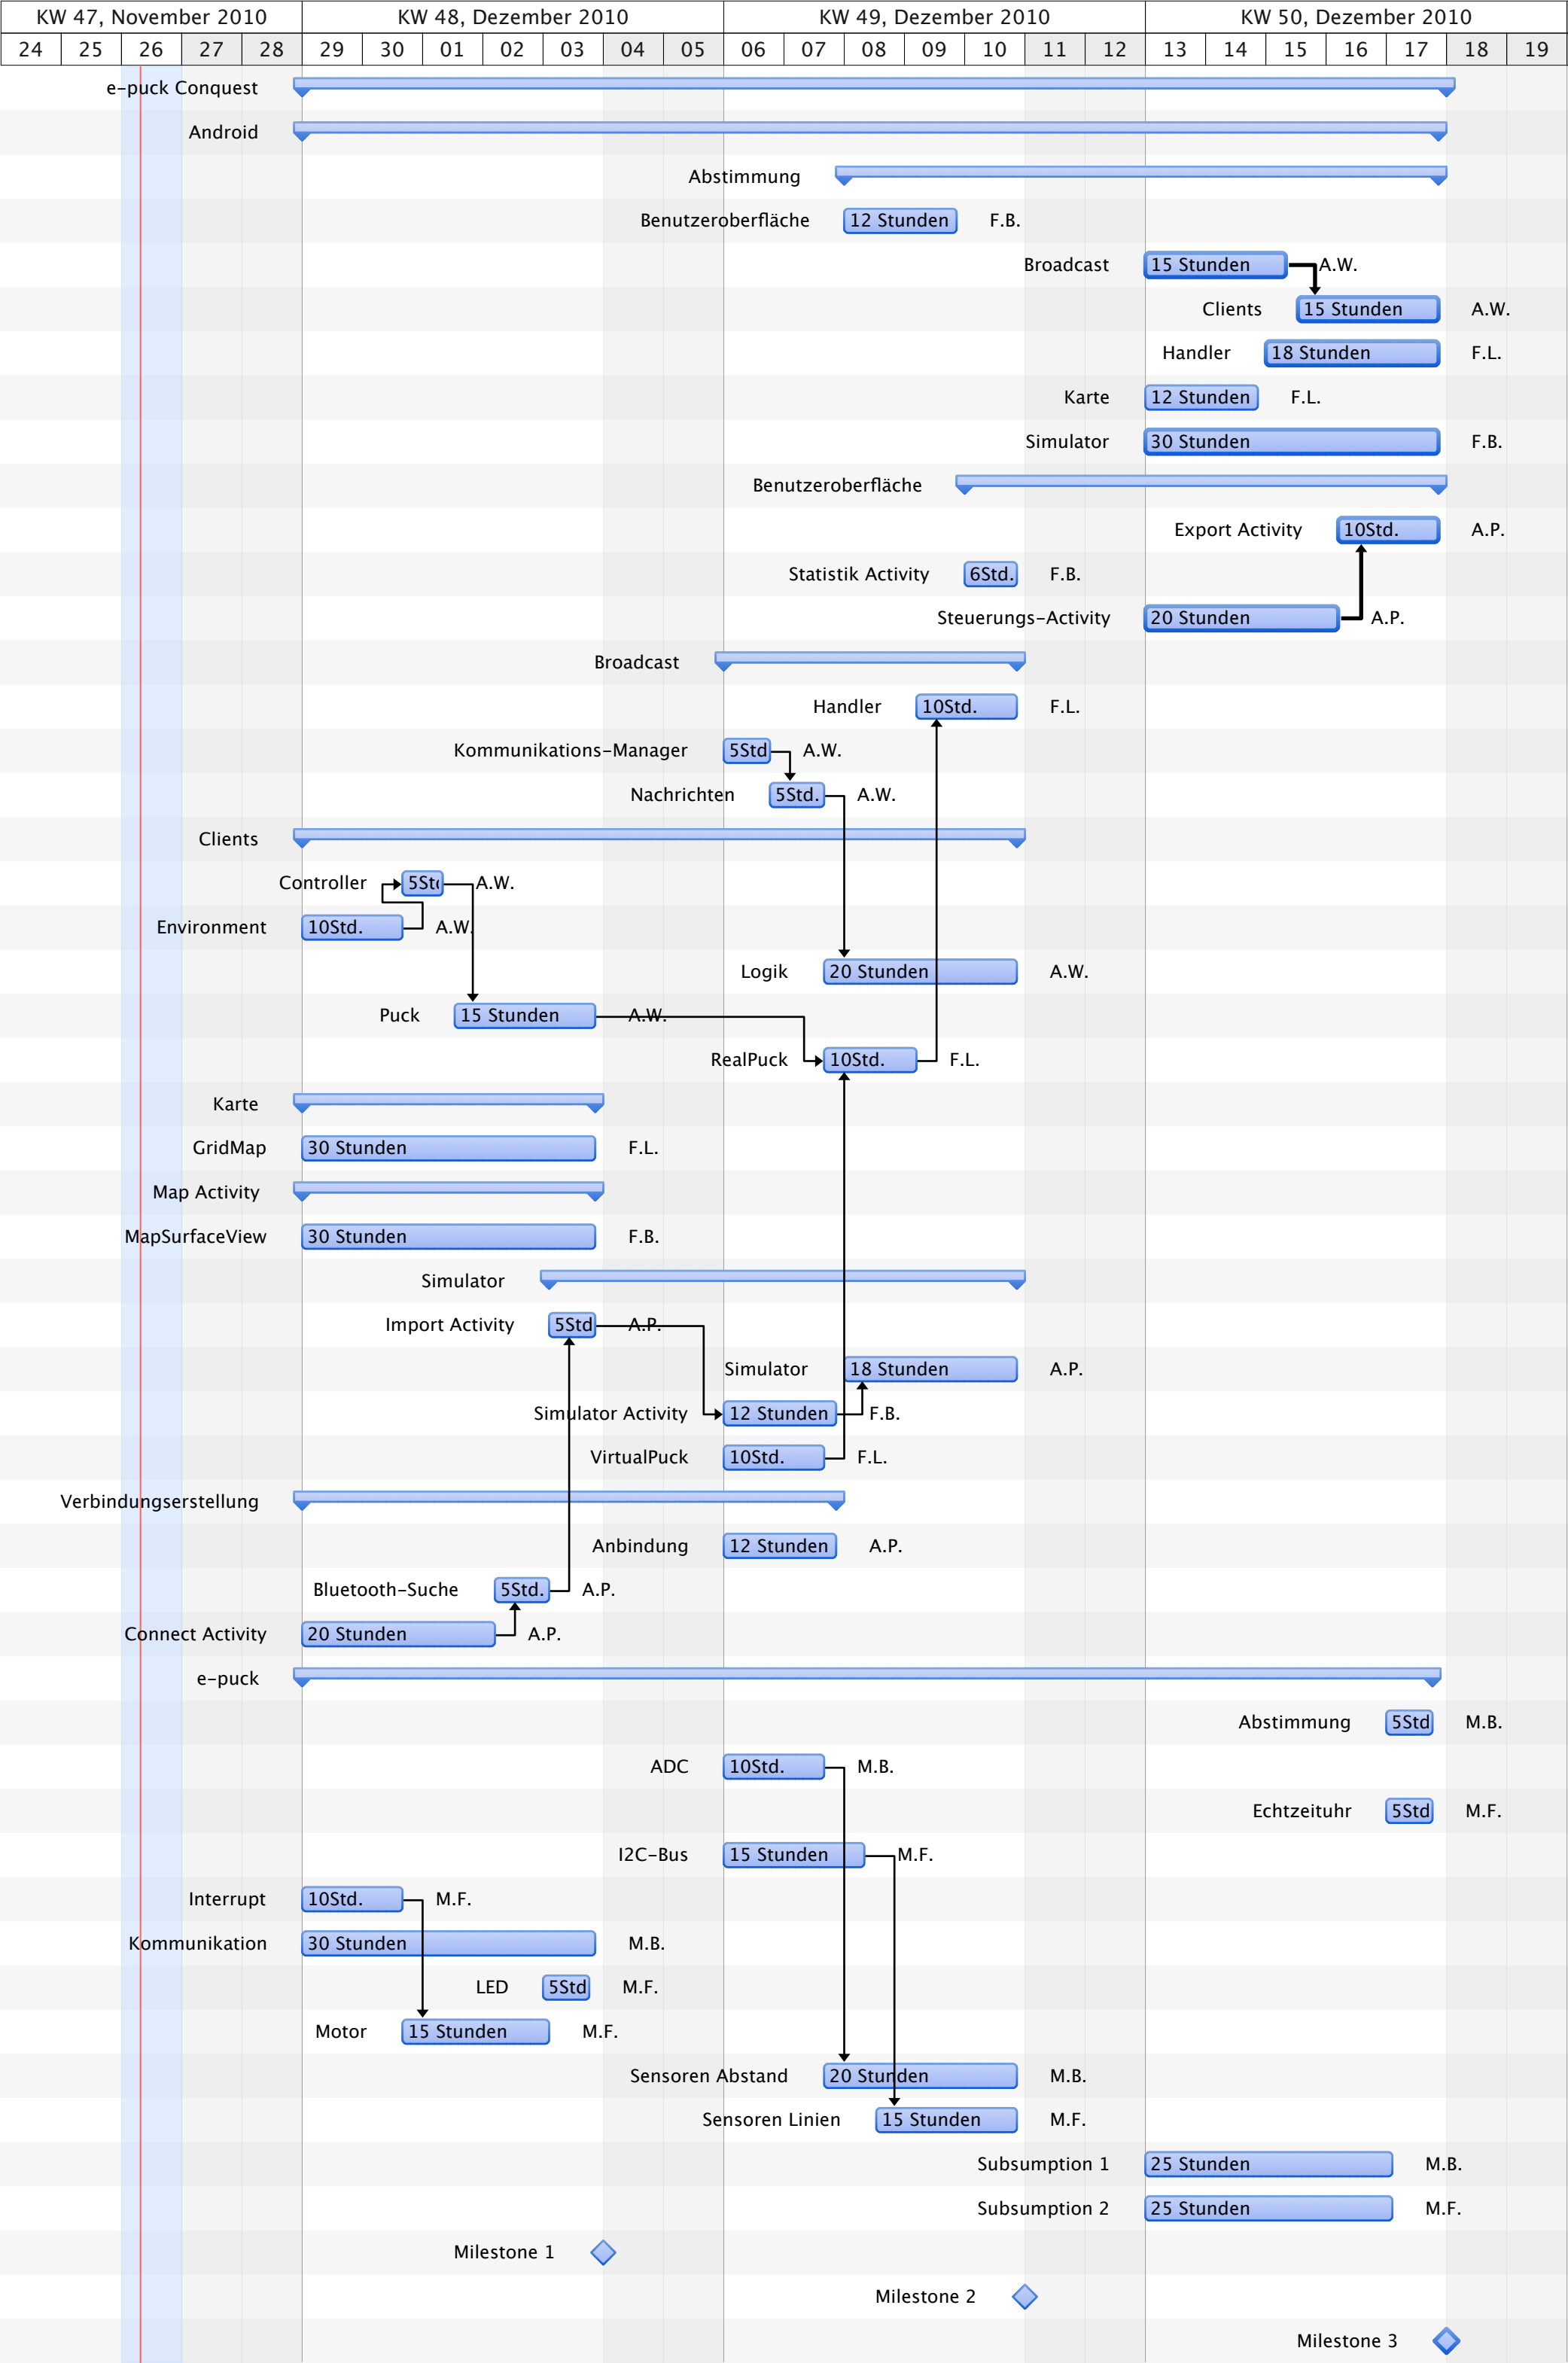 KW 47, November 2010 KW 48, Dezember 2010 KW 49, Dezember 2010 KW 50, Dezember 2010
24 25 26 27 28 29 30 01 02 03 04 05 06 07 08 09 10 11 12 13 14 15 16 17 18 19
e-puck Conquest
Android
Abstimmung
Benutzeroberfläche 12 Stunden F.B.
Broadcast 15 Stunden A.W.
Clients 15 Stunden A.W.
Handler 18 Stunden F.L.
Karte 12 Stunden F.L.
Simulator 30 Stunden F.B.
Benutzeroberfläche
Export Activity 10Std. A.P.
Statistik Activity 6Std. F.B.
Steuerungs-Activity 20 Stunden A.P.
Broadcast
Handler 10Std. F.L.
Kommunikations-Manager 5Std A.W.
Nachrichten 5Std. A.W.
Clients
Controller 5Std A.W.
Environment 10Std. A.W.
Logik 20 Stunden A.W.
Puck 15 Stunden A.W.
RealPuck 10Std. F.L.
Karte
GridMap 30 Stunden F.L.
Map Activity
MapSurfaceView 30 Stunden F.B.
Simulator
Import Activity 5Std A.P.
Simulator 18 Stunden A.P.
Simulator Activity 12 Stunden F.B.
VirtualPuck 10Std. F.L.
Verbindungserstellung
Anbindung 12 Stunden A.P.
Bluetooth-Suche 5Std. A.P.
Connect Activity 20 Stunden A.P.
e-puck
Abstimmung 5Std M.B.
ADC 10Std. M.B.
Echtzeituhr 5Std M.F.
I2C-Bus 15 Stunden M.F.
Interrupt 10Std. M.F.
Kommunikation 30 Stunden M.B.
LED 5Std M.F.
Motor 15 Stunden M.F.
Sensoren Abstand 20 Stunden M.B.
Sensoren Linien 15 Stunden M.F.
Subsumption 1 25 Stunden M.B.
Subsumption 2 25 Stunden M.F.
Milestone 1
Milestone 2
Milestone 3